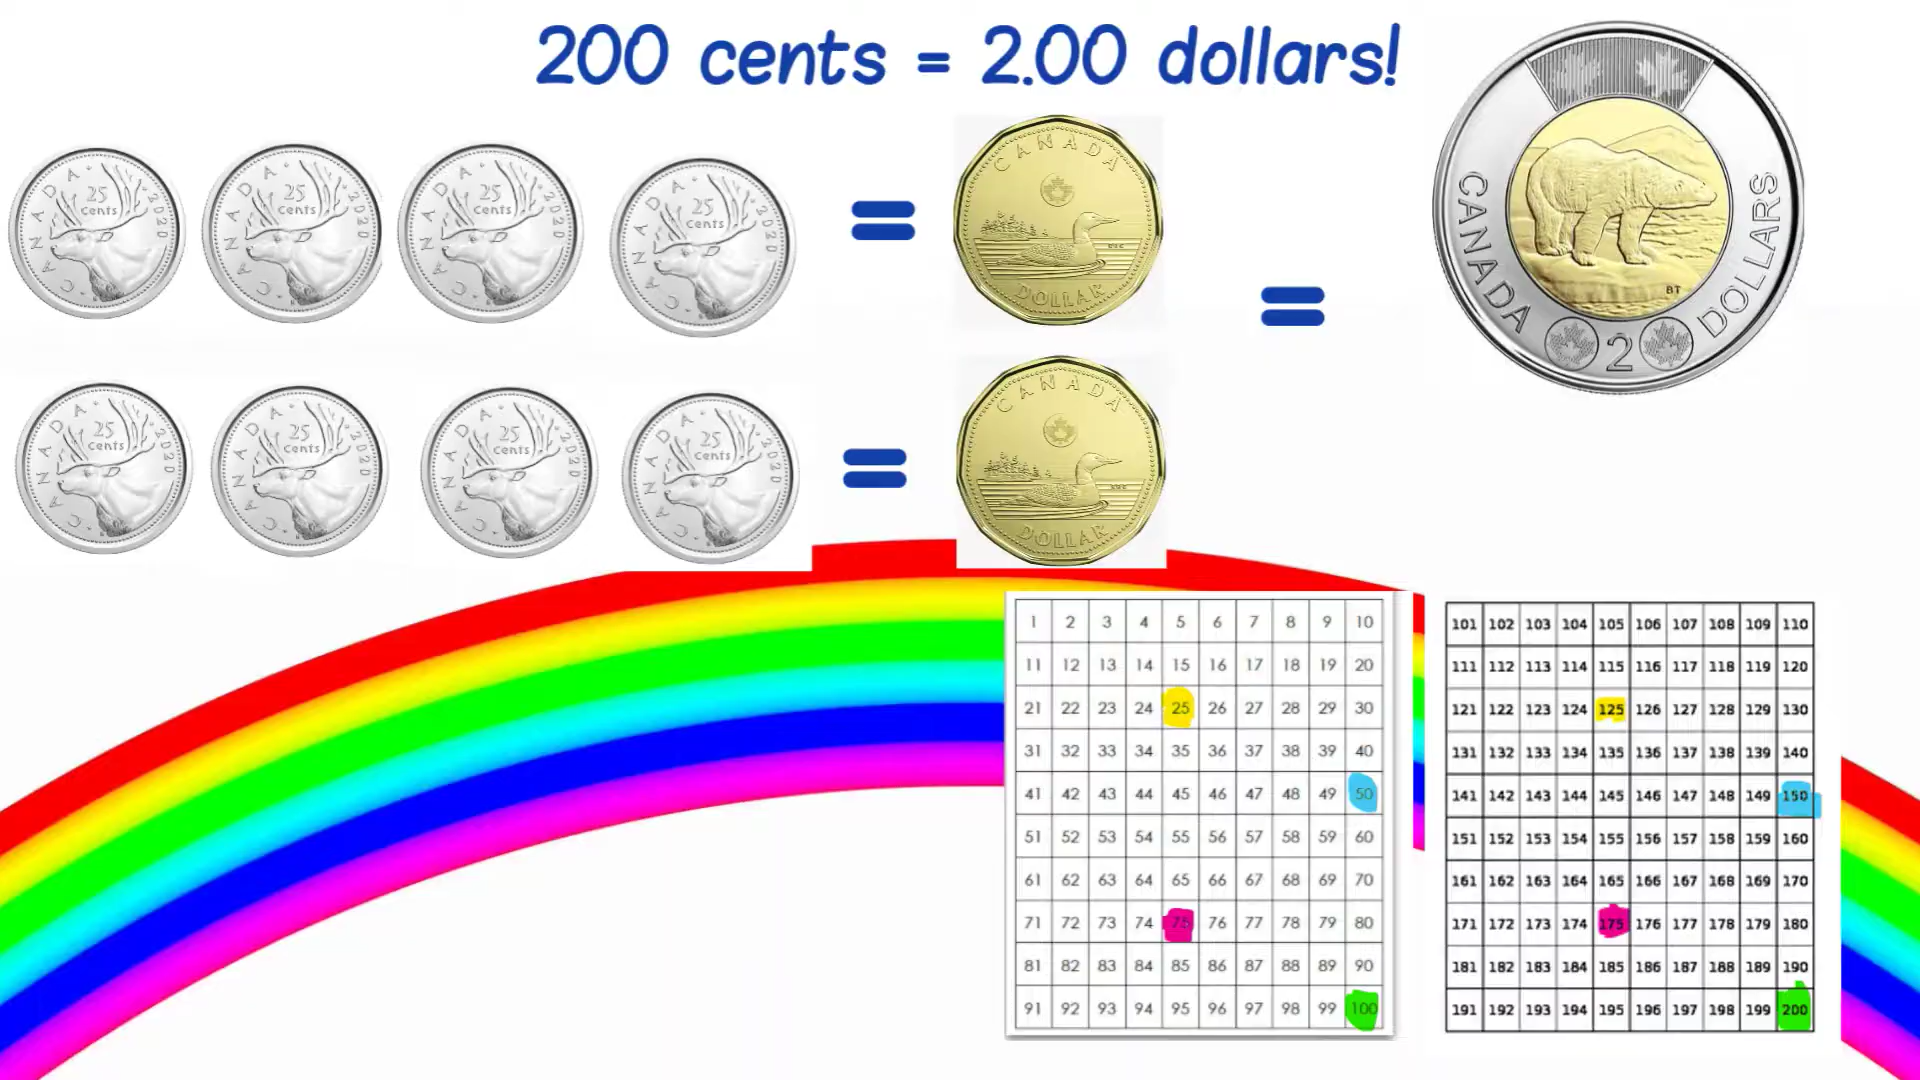 200 cents = 2.00 dollars!
CANADA 25 cents 2020
CANADA 25 cents 2020
CANADA 25 cents 2020
CANADA 25 cents 2020
=
CANADA DOLLAR
=
CANADA 2 DOLLARS
BT
CANADA 25 cents 2020
CANADA 25 cents 2020
CANADA 25 cents 2020
CANADA 25 cents 2020
=
CANADA DOLLAR
1 2 3 4 5 6 7 8 9 10
11 12 13 14 15 16 17 18 19 20
21 22 23 24 25 26 27 28 29 30
31 32 33 34 35 36 37 38 39 40
41 42 43 44 45 46 47 48 49 50
51 52 53 54 55 56 57 58 59 60
61 62 63 64 65 66 67 68 69 70
71 72 73 74 75 76 77 78 79 80
81 82 83 84 85 86 87 88 89 90
91 92 93 94 95 96 97 98 99 100
101 102 103 104 105 106 107 108 109 110
111 112 113 114 115 116 117 118 119 120
121 122 123 124 125 126 127 128 129 130
131 132 133 134 135 136 137 138 139 140
141 142 143 144 145 146 147 148 149 150
151 152 153 154 155 156 157 158 159 160
161 162 163 164 165 166 167 168 169 170
171 172 173 174 175 176 177 178 179 180
181 182 183 184 185 186 187 188 189 190
191 192 193 194 195 196 197 198 199 200